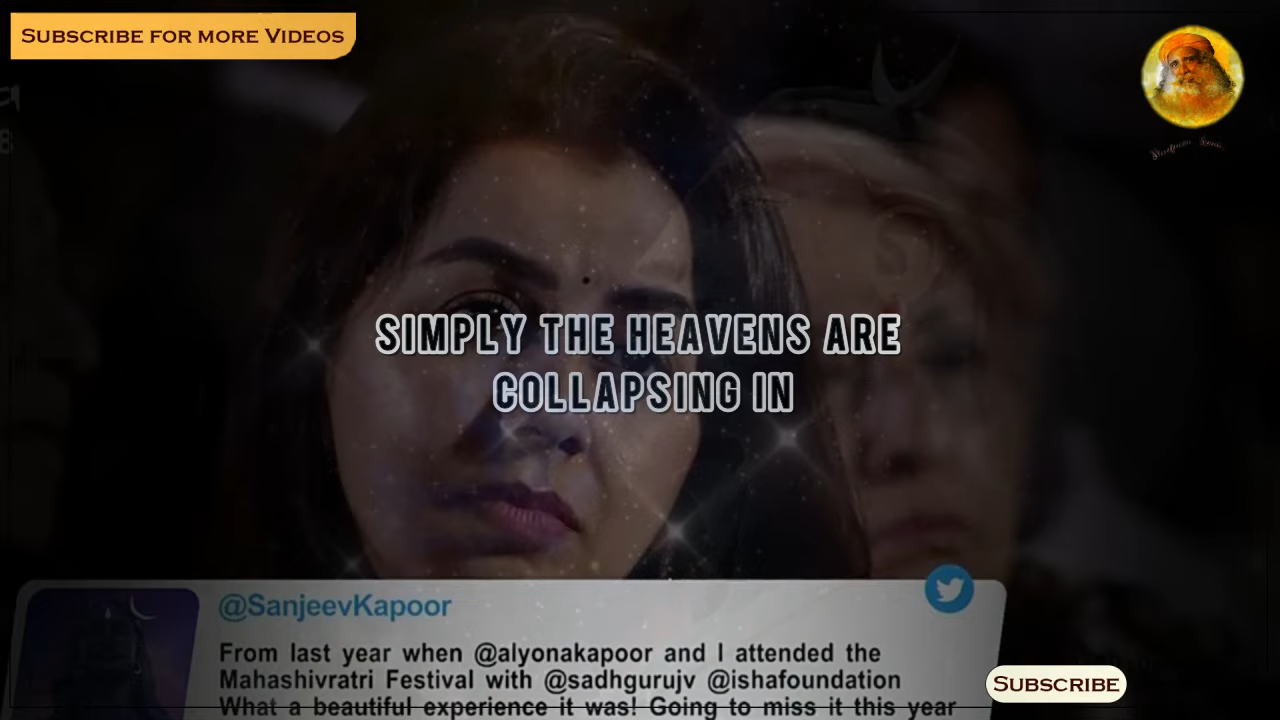 SUBSCRIBE FOR MORE VIDEOS
SIMPLY THE HEAVENS ARE
COLLAPSING IN
@SanjeevKapoor
From last year when @alyonakapoor and I attended the
Mahashivratri Festival with @sadhgurujv @ishafoundation
What a beautiful experience it was! Going to miss it this year
SUBSCRIBE